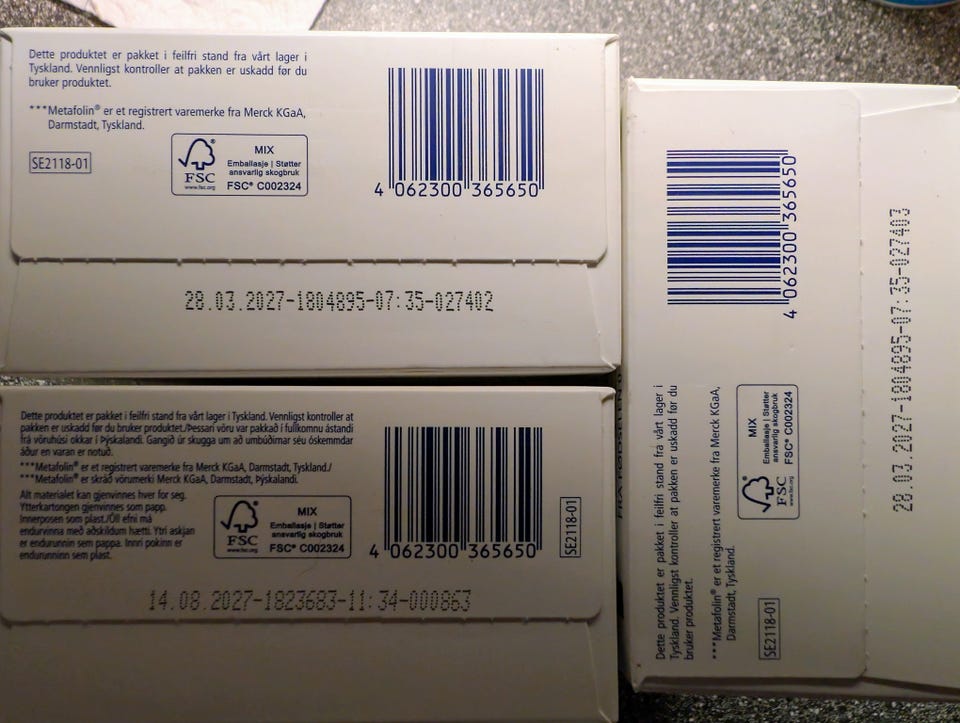 Dette produktet er pakket i feilfri stand fra vårt lager i
Tyskland. Vennligst kontroller at pakken er uskadd før du
bruker produktet.
***Metafolin® er et registrert varemerke fra Merck KGaA,
Darmstadt, Tyskland.
SE2118-01
FSC®
www.fsc.org
MIX
Emballasje | Støtter
ansvarlig skogbruk
FSC® C002324
4 062300 365650
28.03.2027-1804895-07:35-027402
Dette produktet er pakket i feilfri stand fra vårt lager i Tyskland. Vennligst kontroller at
pakken er uskadd før du bruker produktet./Þessari vöru var pakkað í fullkomnu ástandi
frá vöruhúsi okkar í Þýskalandi. Gangið úr skugga um að umbúðirnar séu óskemmdar
áður en varan er notuð.
***Metafolin® er et registrert varemerke fra Merck KGaA, Darmstadt, Tyskland./
***Metafolin® er skráð vörumerki Merck KGaA, Darmstadt, Þýskalandi.
Alt materialet kan gjenvinnes hver for seg.
Ytterkartongen gjenvinnes som papp.
Innerposen som plast./Öll efni má
endurvinna með aðskildum hætti. Ytri askjan
er endurunnin sem pappa. Innri pokinn er
endurunninn sem plast.
FSC®
www.fsc.org
MIX
Emballasje | Støtter
ansvarlig skogbruk
FSC® C002324
4 062300 365650
SE2118-01
14.08.2027-1823683-11:34-000863
Dette produktet er pakket i feilfri stand fra vårt lager i
Tyskland. Vennligst kontroller at pakken er uskadd før du
bruker produktet.
***Metafolin® er et registrert varemerke fra Merck KGaA,
Darmstadt, Tyskland.
SE2118-01
FSC®
www.fsc.org
MIX
Emballasje | Støtter
ansvarlig skogbruk
FSC® C002324
4 062300 365650
28.03.2027-1804895-07:35-027403